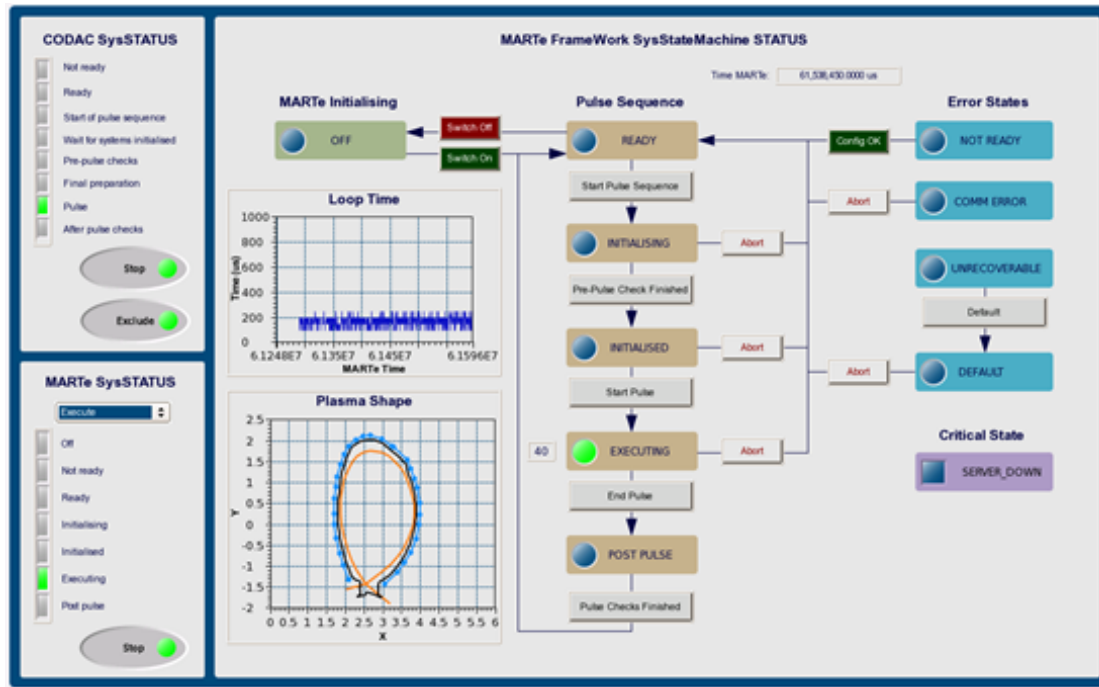 CODAC SysSTATUS
Not ready
Ready
Start of pulse sequence
Wait for systems initialised
Pre-pulse checks
Final preparation
Pulse
After pulse checks
Stop
Exclude
MARTe SysSTATUS
Execute
Off
Not ready
Ready
Initialising
Initialised
Executing
Post pulse
Stop
MARTe FrameWork SysStateMachine STATUS
Time MARTe: 61,538,450.0000 us
MARTe Initialising
OFF
Switch Off
Switch On
Loop Time
Time (us)
1000
800
600
400
200
0
6.1248E7 6.135E7 6.145E7 6.1596E7
MARTe Time
Plasma Shape
Y
2.5
2
1.5
1
0.5
0
-0.5
-1
-1.5
-2
0 0.5 1 1.5 2 2.5 3 3.5 4 4.5 5 5.5 6
X
Pulse Sequence
READY
Start Pulse Sequence
INITIALISING
Abort
Pre-Pulse Check Finished
INITIALISED
Abort
Start Pulse
40
EXECUTING
Abort
End Pulse
POST PULSE
Pulse Checks Finished
Error States
Config OK
NOT READY
Abort
COMM ERROR
UNRECOVERABLE
Default
Abort
DEFAULT
Critical State
SERVER_DOWN